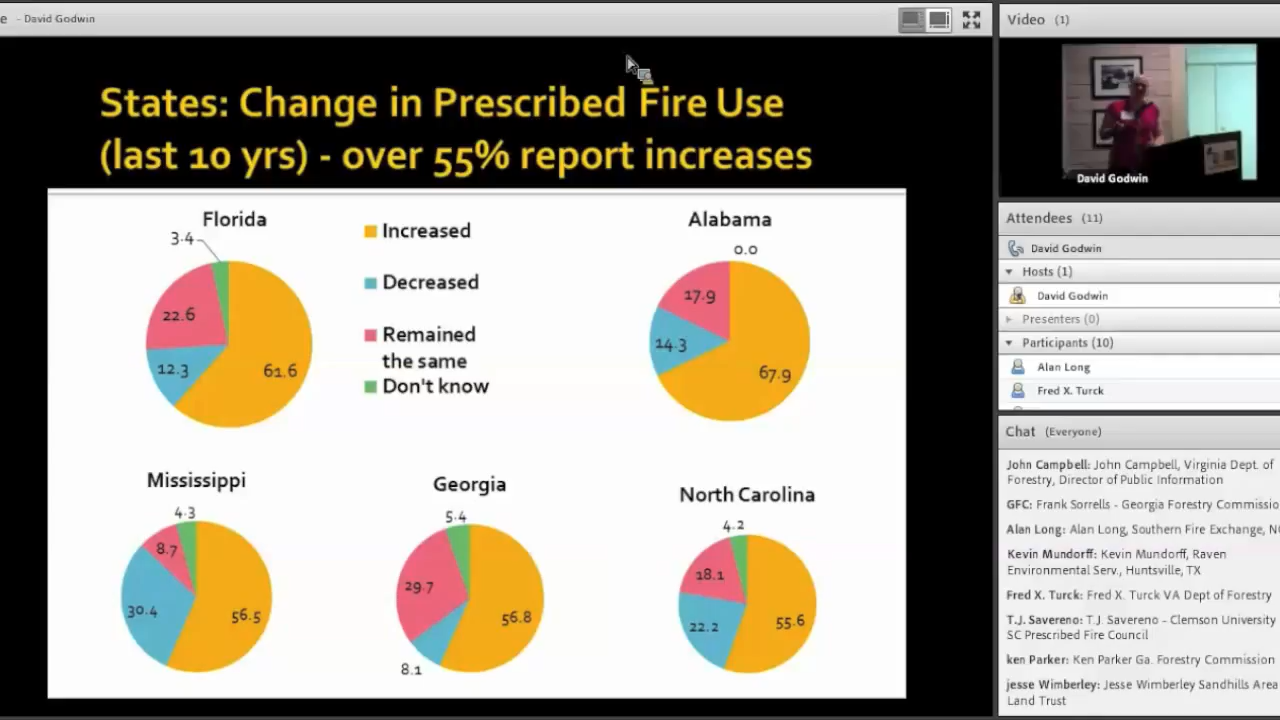 e - David Godwin
States: Change in Prescribed Fire Use
(last 10 yrs) - over 55% report increases
Florida
3.4
22.6
12.3
61.6
Increased
Decreased
Remained
the same
Don't know
Alabama
0.0
17.9
14.3
67.9
Mississippi
4.3
8.7
30.4
56.5
Georgia
5.4
29.7
56.8
8.1
North Carolina
4.2
18.1
22.2
55.6
Video (1)
David Godwin
Attendees (11)
David Godwin
Hosts (1)
David Godwin
Presenters (0)
Participants (10)
Alan Long
Fred X. Turck
Chat (Everyone)
John Campbell: John Campbell, Virginia Dept. of
Forestry, Director of Public Information
GFC: Frank Sorrells - Georgia Forestry Commissio
Alan Long: Alan Long, Southern Fire Exchange, NC
Kevin Mundorff: Kevin Mundorff, Raven
Environmental Serv., Huntsville, TX
Fred X. Turck: Fred X. Turck VA Dept of Forestry
T.J. Savereno: T.J. Savereno - Clemson University
SC Prescribed Fire Council
ken Parker: Ken Parker Ga. Forestry Commission
jesse Wimberley: Jesse Wimberley Sandhills Area
Land Trust